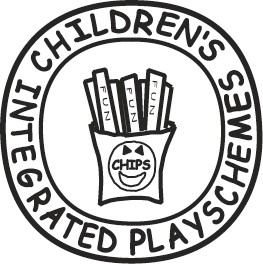 CHILDREN'S
INTEGRATED PLAYSCHEMES
FUN
FUN
FUN
CHIPS